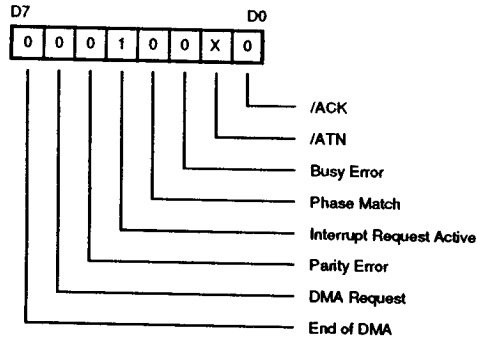 D7 D0
0 0 0 1 0 0 X 0
/ACK
/ATN
Busy Error
Phase Match
Interrupt Request Active
Parity Error
DMA Request
End of DMA